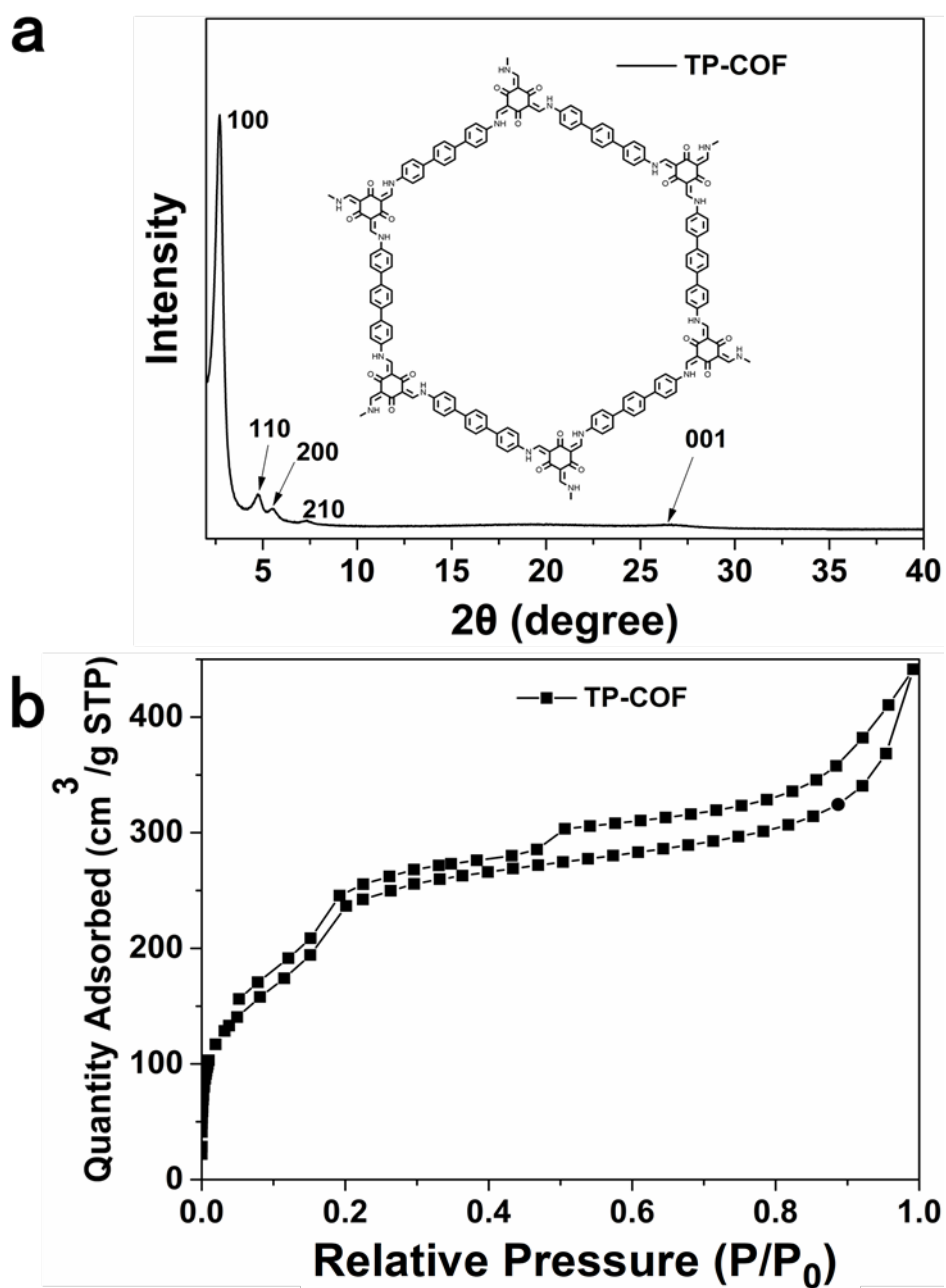 a
TP-COF
100
110
200
210
001
Intensity
5 10 15 20 25 30 35 40
2θ (degree)
b
TP-COF
Quantity Adsorbed (cm³/g STP)
400
300
200
100
0
0.0 0.2 0.4 0.6 0.8 1.0
Relative Pressure (P/P₀)